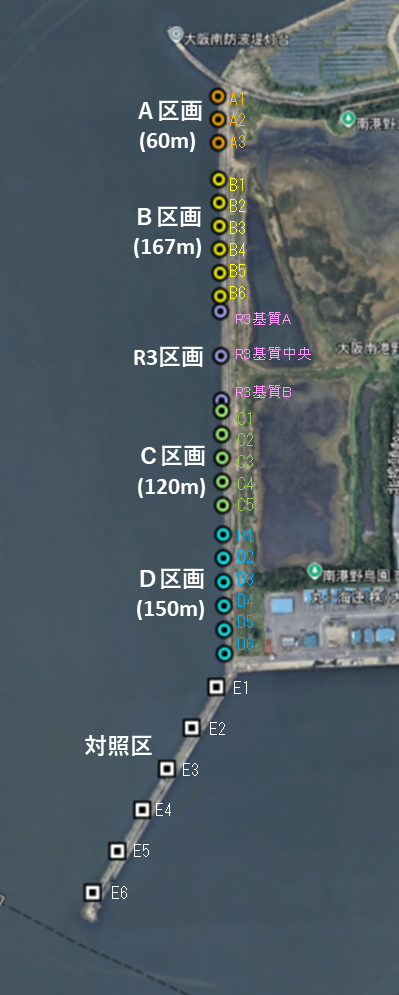 大阪南防波堤灯台
A1
A区画
(60m)
A2
南港野
A3
B1
B2
B区画
(167m)
B3
B4
B5
B6
R3基質A
大阪南港野
R3区画
R3基質中央
R3基質B
C1
C2
C区画
(120m)
C3
C4
C5
D1
D2
南港野鳥園
D区画
(150m)
D3
D4
D5
D6
E1
E2
対照区
E3
E4
E5
E6